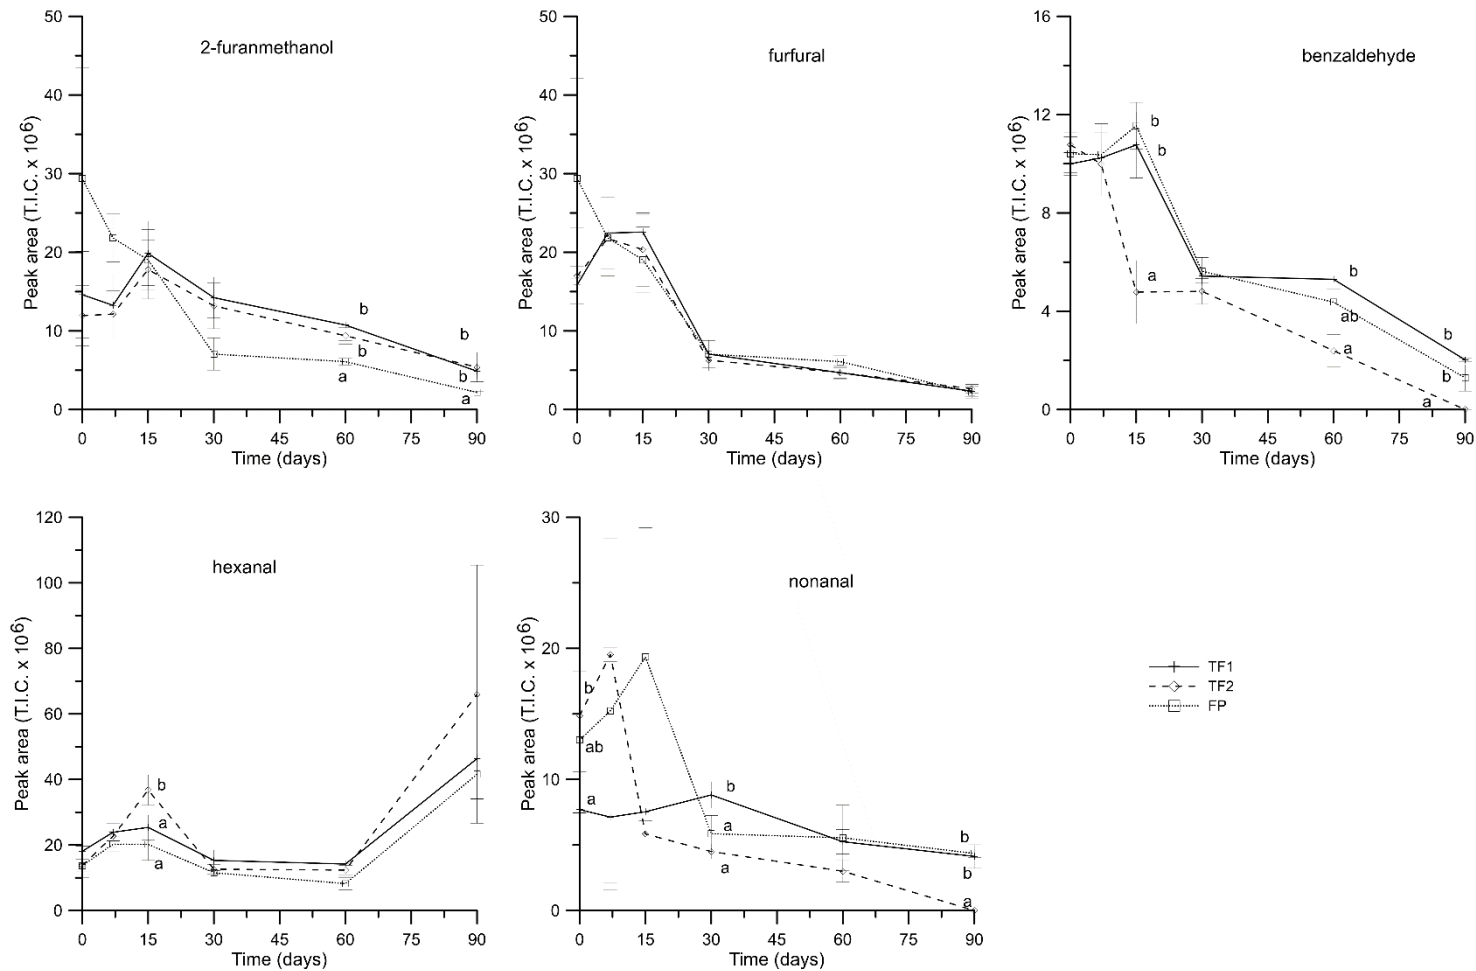 2-furanmethanol
Peak area (T.I.C. x 10⁶)
50
40
30
20
10
0
b
b
a
b
b
a
0 15 30 45 60 75 90
Time (days)
furfural
Peak area (T.I.C. x 10⁶)
50
40
30
20
10
0
0 15 30 45 60 75 90
Time (days)
benzaldehyde
Peak area (T.I.C. x 10⁶)
16
12
8
4
0
b
b
a
b
ab
a
b
b
a
0 15 30 45 60 75 90
Time (days)
hexanal
Peak area (T.I.C. x 10⁶)
120
100
80
60
40
20
0
b
a
a
0 15 30 45 60 75 90
Time (days)
nonanal
Peak area (T.I.C. x 10⁶)
30
20
10
0
b
ab
a
b
a
a
b
b
a
0 15 30 45 60 75 90
Time (days)
TF1
TF2
FP